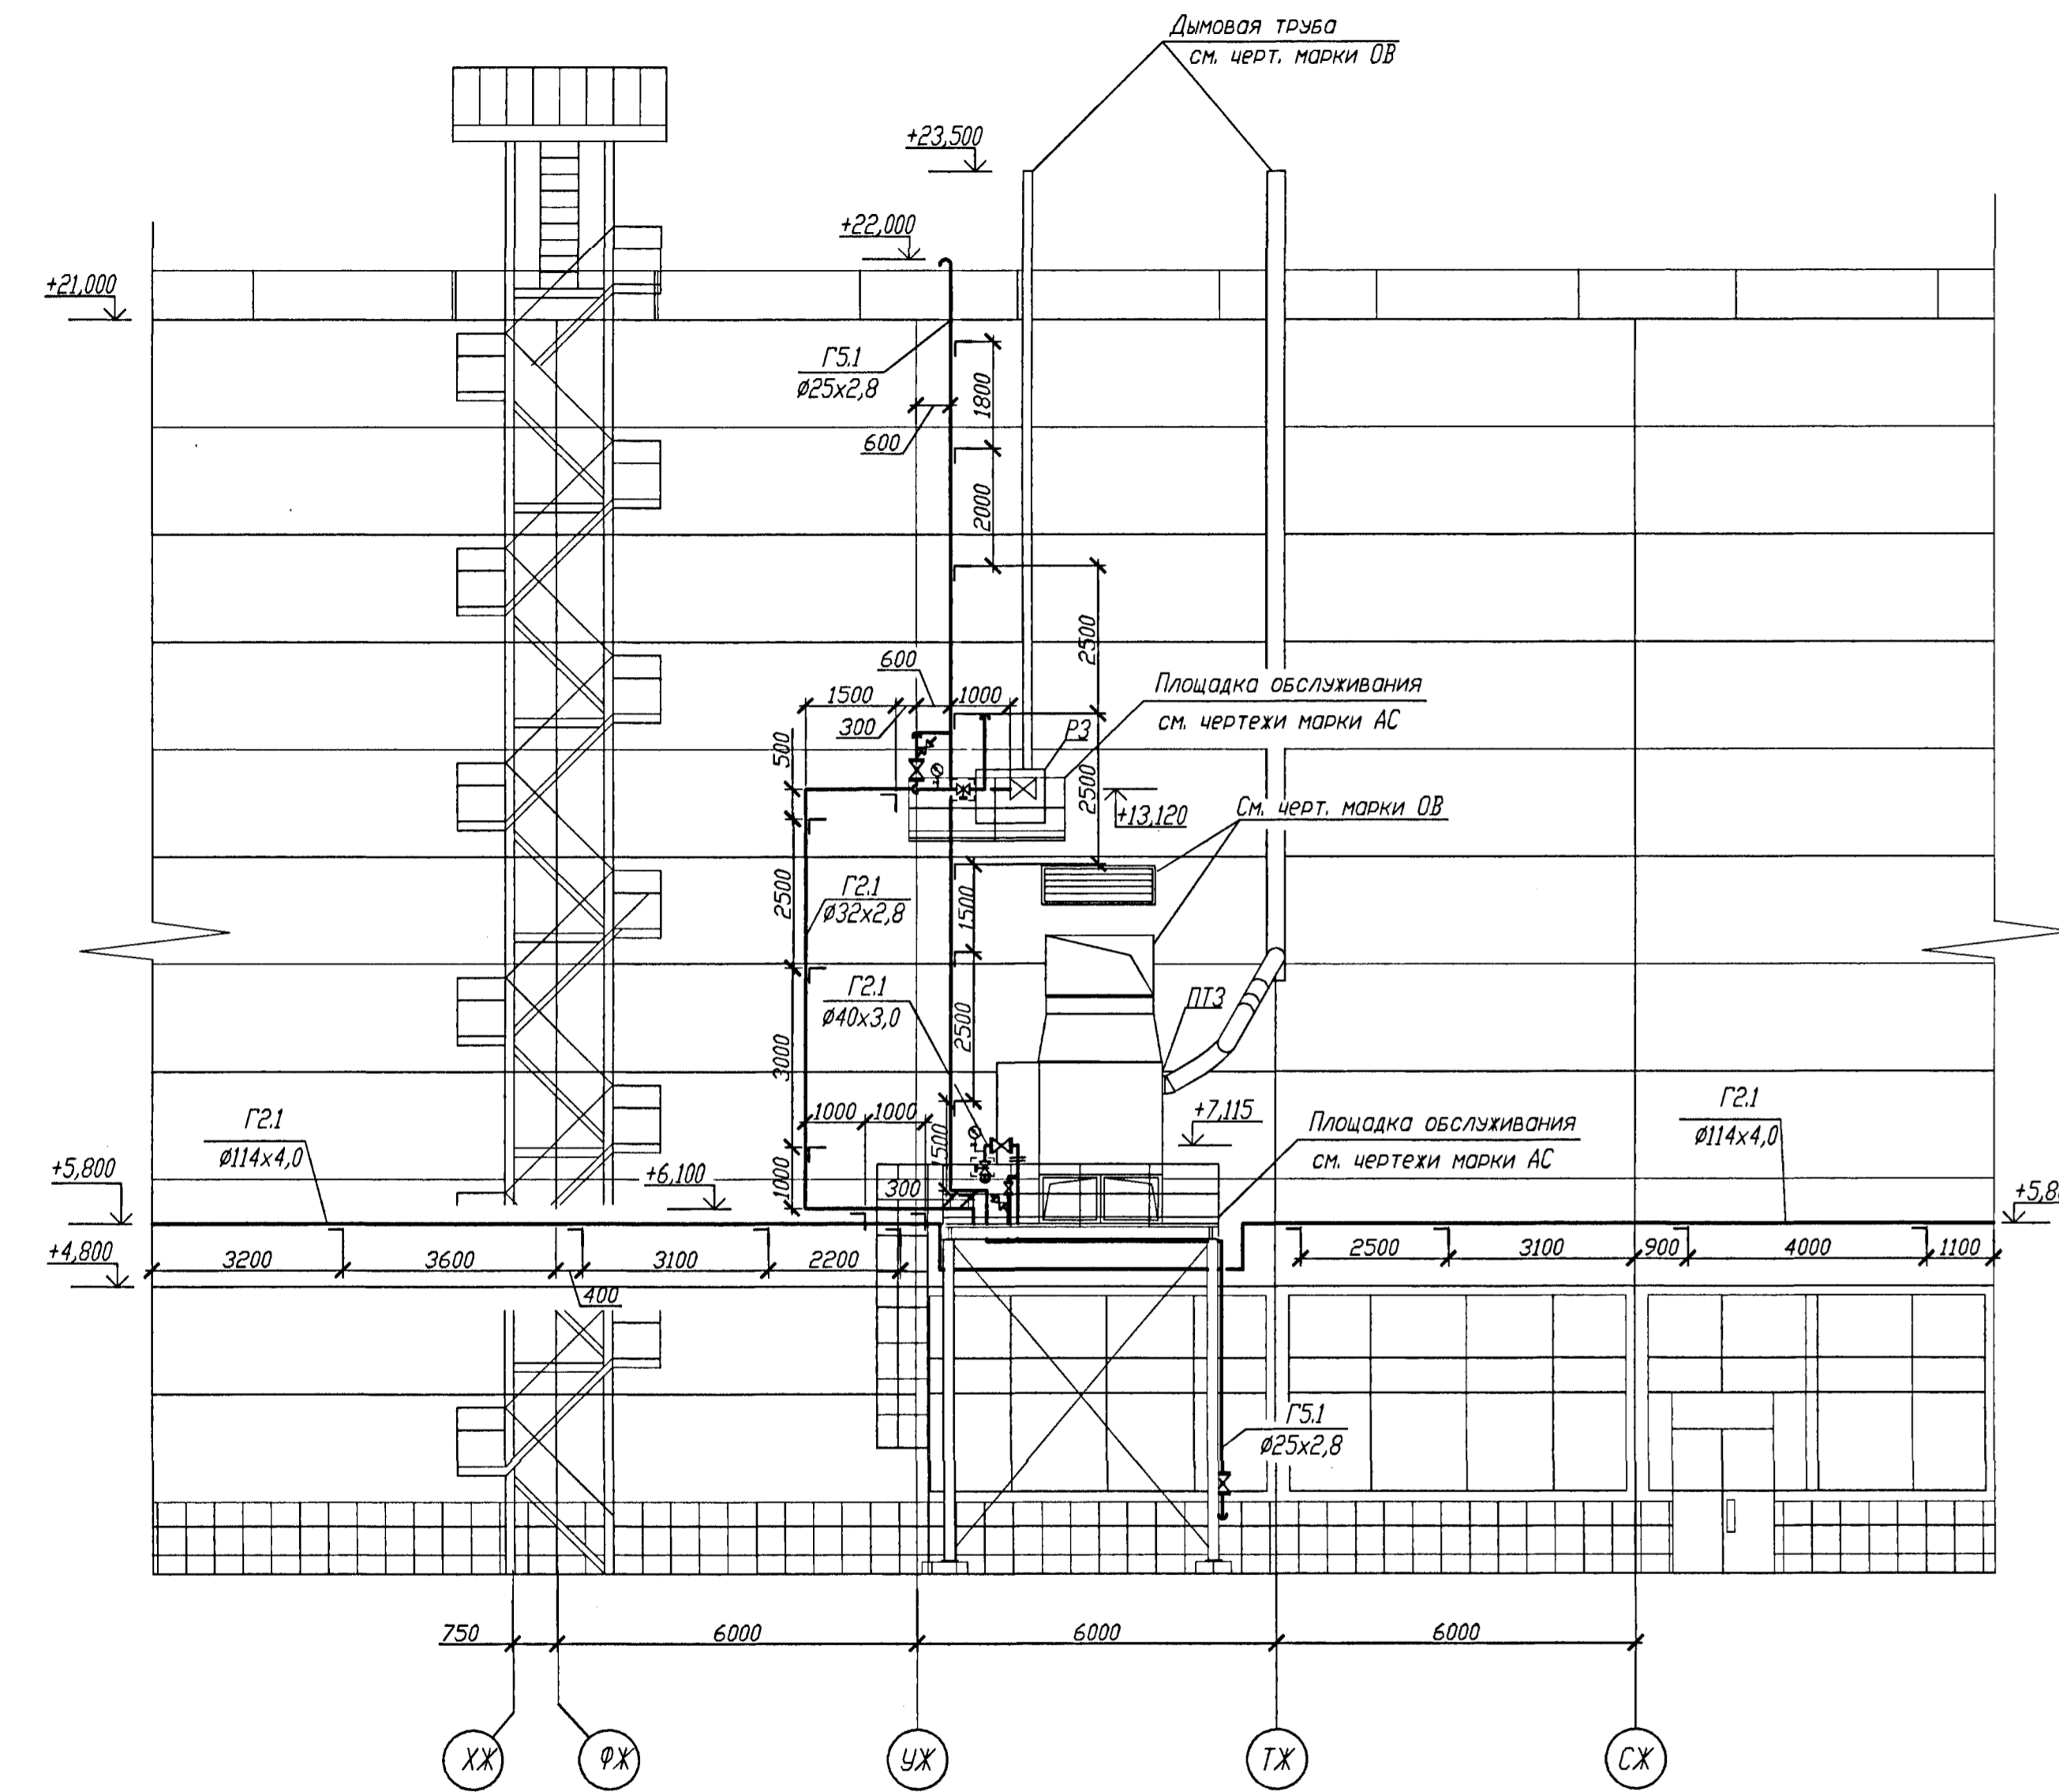 Дымовая труба
см. черт. марки ОВ
+23,500
+22,000
+21,000
Г5.1
Ø25x2,8
1800
600
2000
2500
600
1500
1000
300
Площадка обслуживания
см. чертежи марки АС
Р3
500
2500
+13,120
См. черт. марки ОВ
2500
Г2.1
Ø32x2,8
1500
Г2.1
Ø40x3,0
2500
ПТ3
3000
1000
1000
+7,115
Г2.1
Ø114x4,0
1500
Площадка обслуживания
см. чертежи марки АС
Г2.1
Ø114x4,0
+5,800
+6,100
1000
300
+5,8
+4,800
3200
3600
400
3100
2200
2500
3100
900
4000
1100
Г5.1
Ø25x2,8
750
6000
6000
6000
ХЖ
ФЖ
УЖ
ТЖ
СЖ